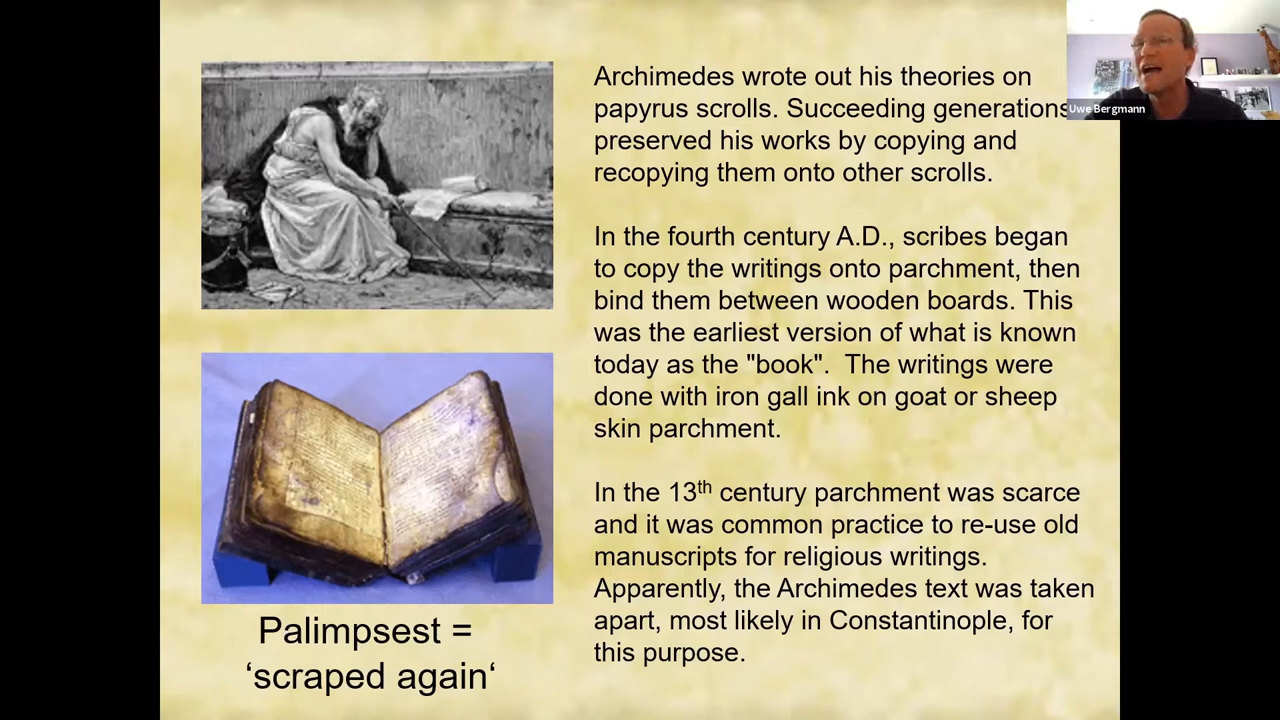 Archimedes wrote out his theories on
papyrus scrolls. Succeeding generations
preserved his works by copying and
recopying them onto other scrolls.
In the fourth century A.D., scribes began
to copy the writings onto parchment, then
bind them between wooden boards. This
was the earliest version of what is known
today as the "book".  The writings were
done with iron gall ink on goat or sheep
skin parchment.
In the 13th century parchment was scarce
and it was common practice to re-use old
manuscripts for religious writings.
Apparently, the Archimedes text was taken
apart, most likely in Constantinople, for
this purpose.
Palimpsest =
‘scraped again‘
Uwe Bergmann